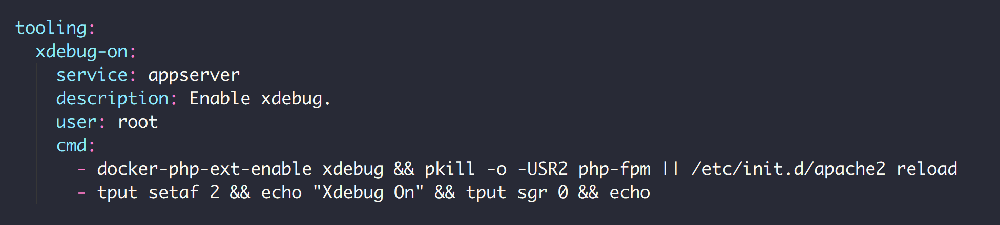 tooling:
  xdebug-on:
    service: appserver
    description: Enable xdebug.
    user: root
    cmd:
      - docker-php-ext-enable xdebug && pkill -o -USR2 php-fpm || /etc/init.d/apache2 reload
      - tput setaf 2 && echo "Xdebug On" && tput sgr 0 && echo